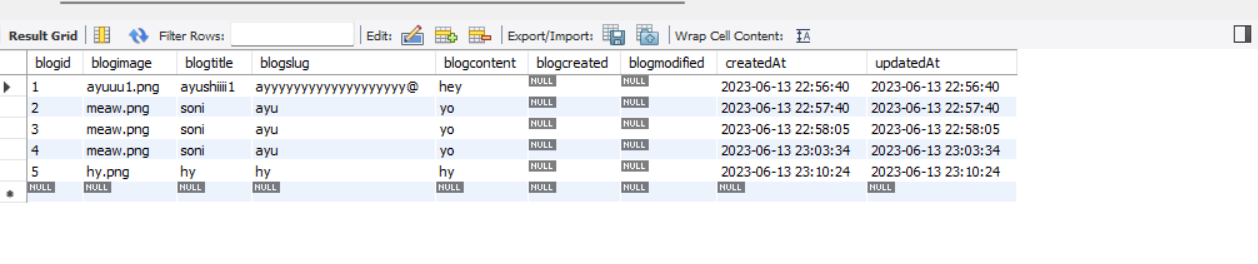 Result Grid Filter Rows: Edit: Export/Import: Wrap Cell Content:
blogid blogimage blogtitle blogslug blogcontent blogcreated blogmodified createdAt updatedAt
1 ayuuu1.png ayushiiii1 ayyyyyyyyyyyyyyyyyyy@ hey NULL NULL 2023-06-13 22:56:40 2023-06-13 22:56:40
2 meaw.png soni ayu yo NULL NULL 2023-06-13 22:57:40 2023-06-13 22:57:40
3 meaw.png soni ayu yo NULL NULL 2023-06-13 22:58:05 2023-06-13 22:58:05
4 meaw.png soni ayu yo NULL NULL 2023-06-13 23:03:34 2023-06-13 23:03:34
5 hy.png hy hy hy NULL NULL 2023-06-13 23:10:24 2023-06-13 23:10:24
NULL NULL NULL NULL NULL NULL NULL NULL NULL